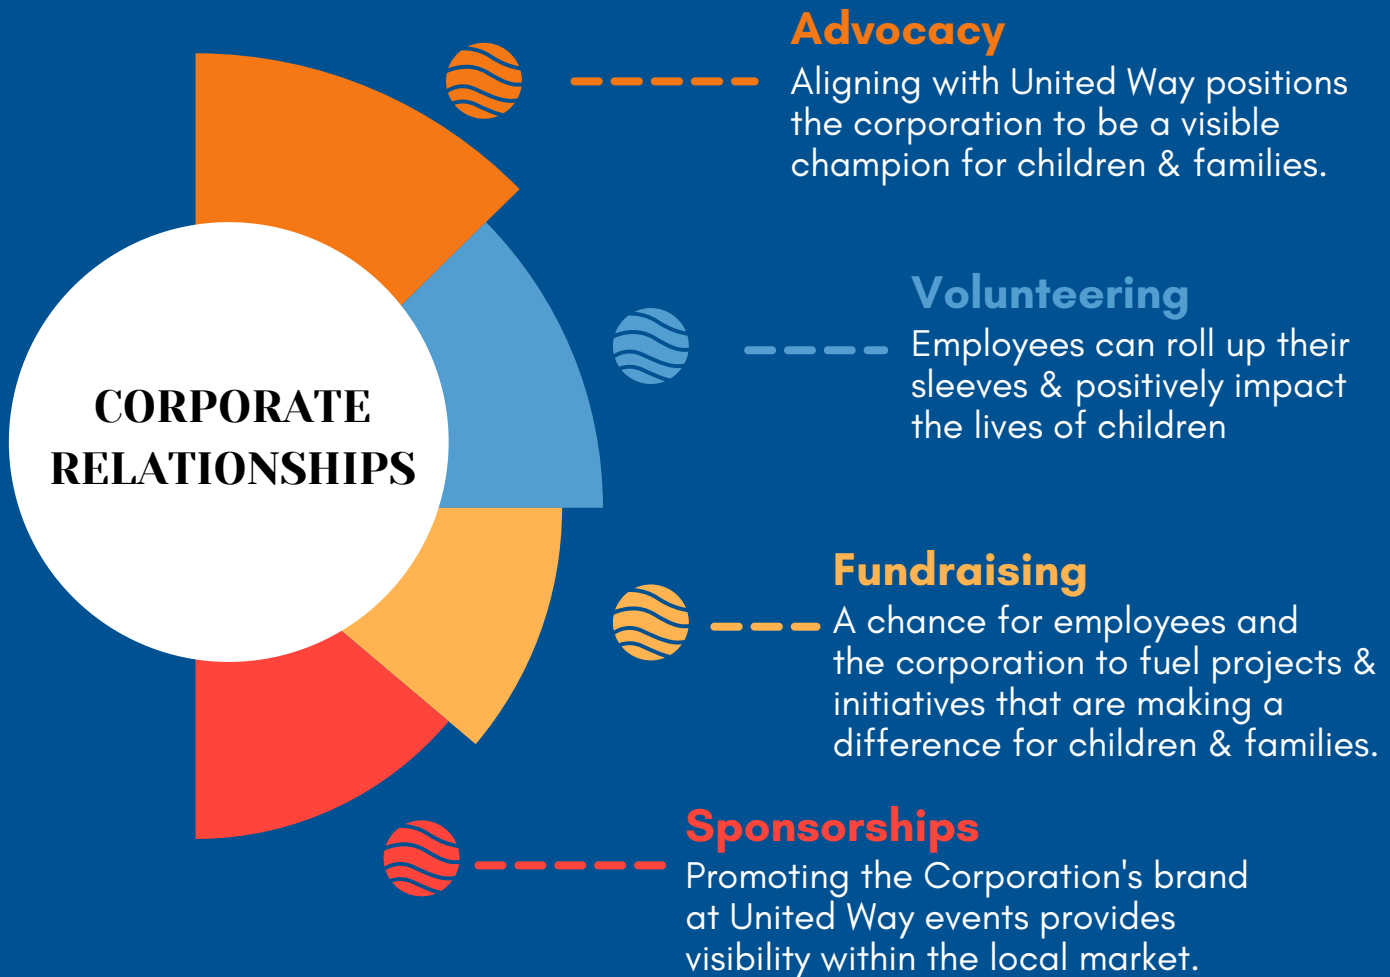 Advocacy
Aligning with United Way positions
the corporation to be a visible
champion for children & families.
CORPORATE
RELATIONSHIPS
Volunteering
Employees can roll up their
sleeves & positively impact
the lives of children
Fundraising
A chance for employees and
the corporation to fuel projects &
initiatives that are making a
difference for children & families.
Sponsorships
Promoting the Corporation's brand
at United Way events provides
visibility within the local market.